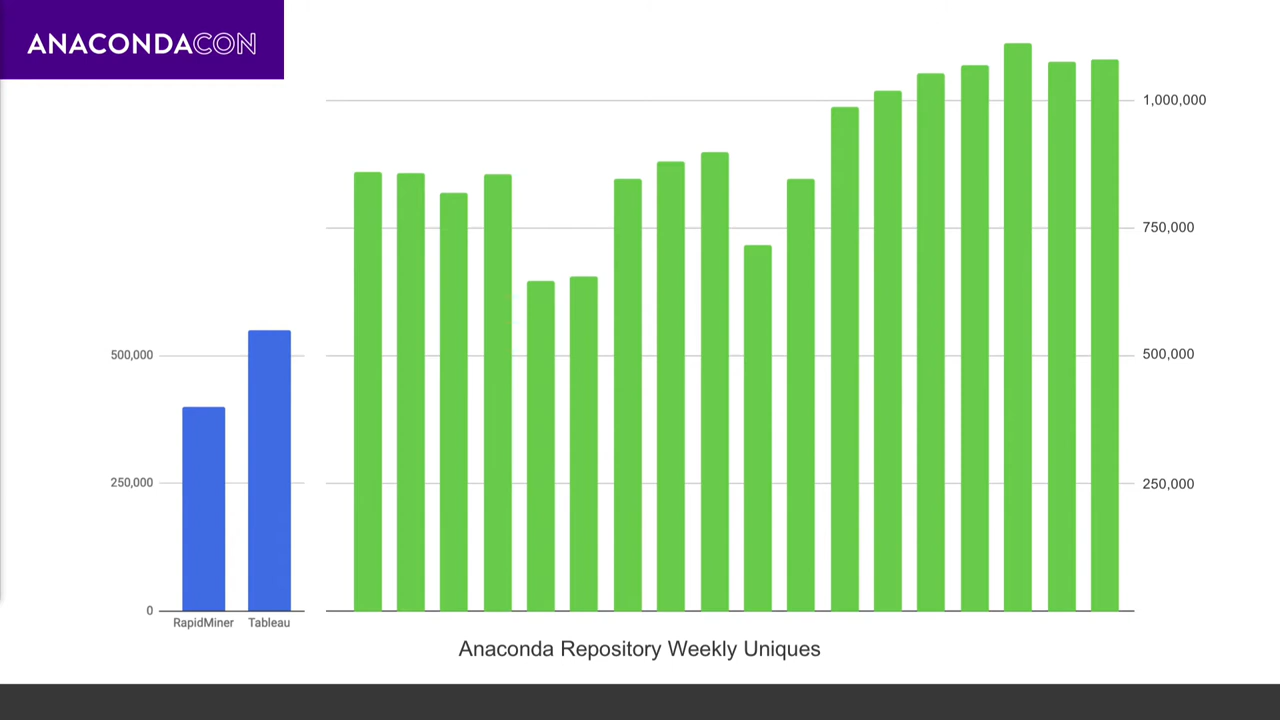 ANACONDACON
1,000,000
750,000
500,000
500,000
250,000
250,000
0
RapidMiner
Tableau
Anaconda Repository Weekly Uniques